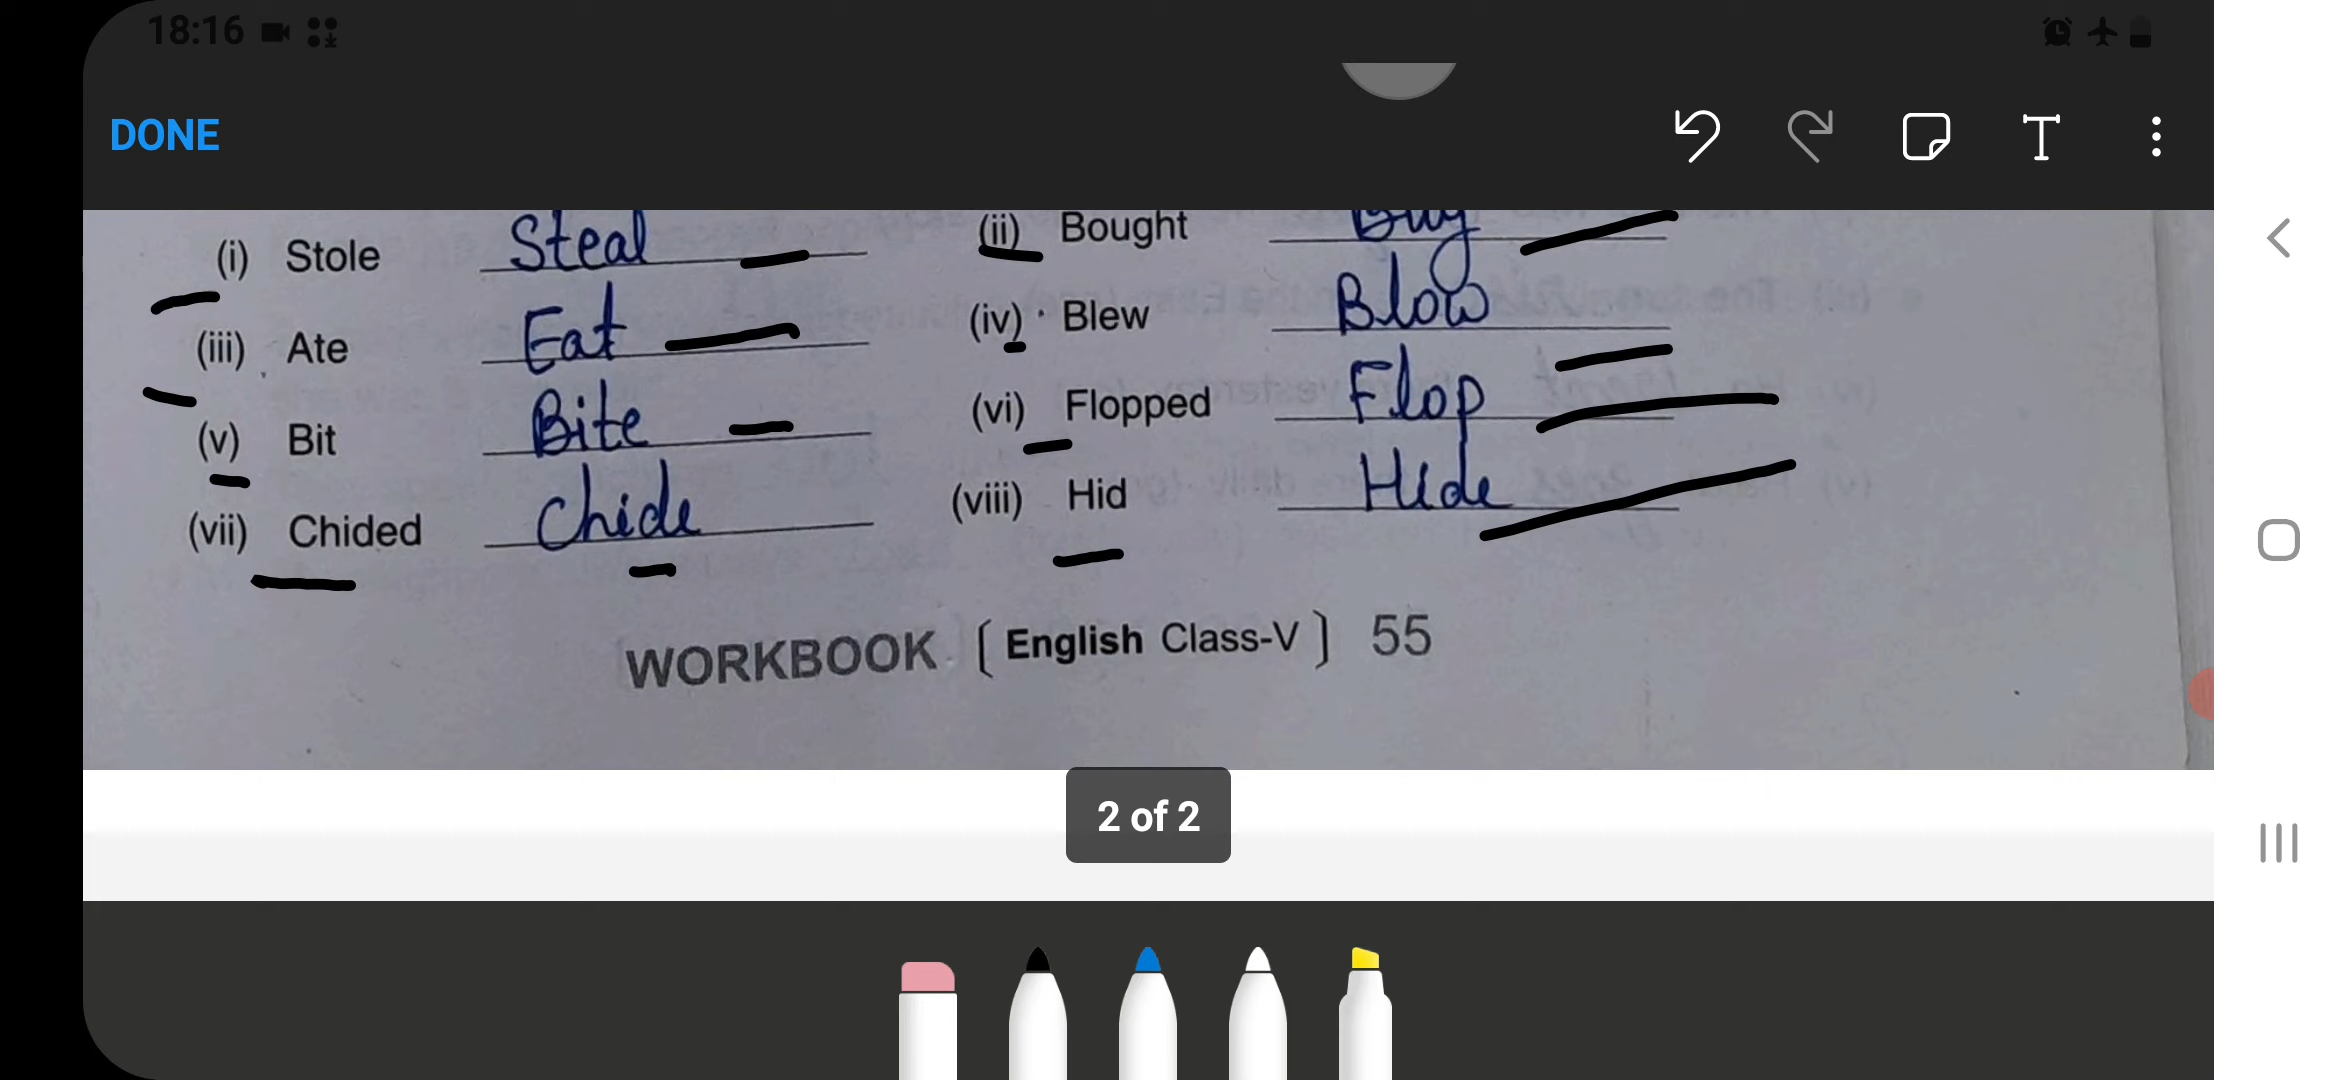 18:16
DONE
T
(i) Stole Steal (ii) Bought Buy
(iii) Ate Eat (iv) Blew Blow
(v) Bit Bite (vi) Flopped Flop
(vii) Chided Chide (viii) Hid Hide
WORKBOOK [ English Class-V ] 55
2 of 2